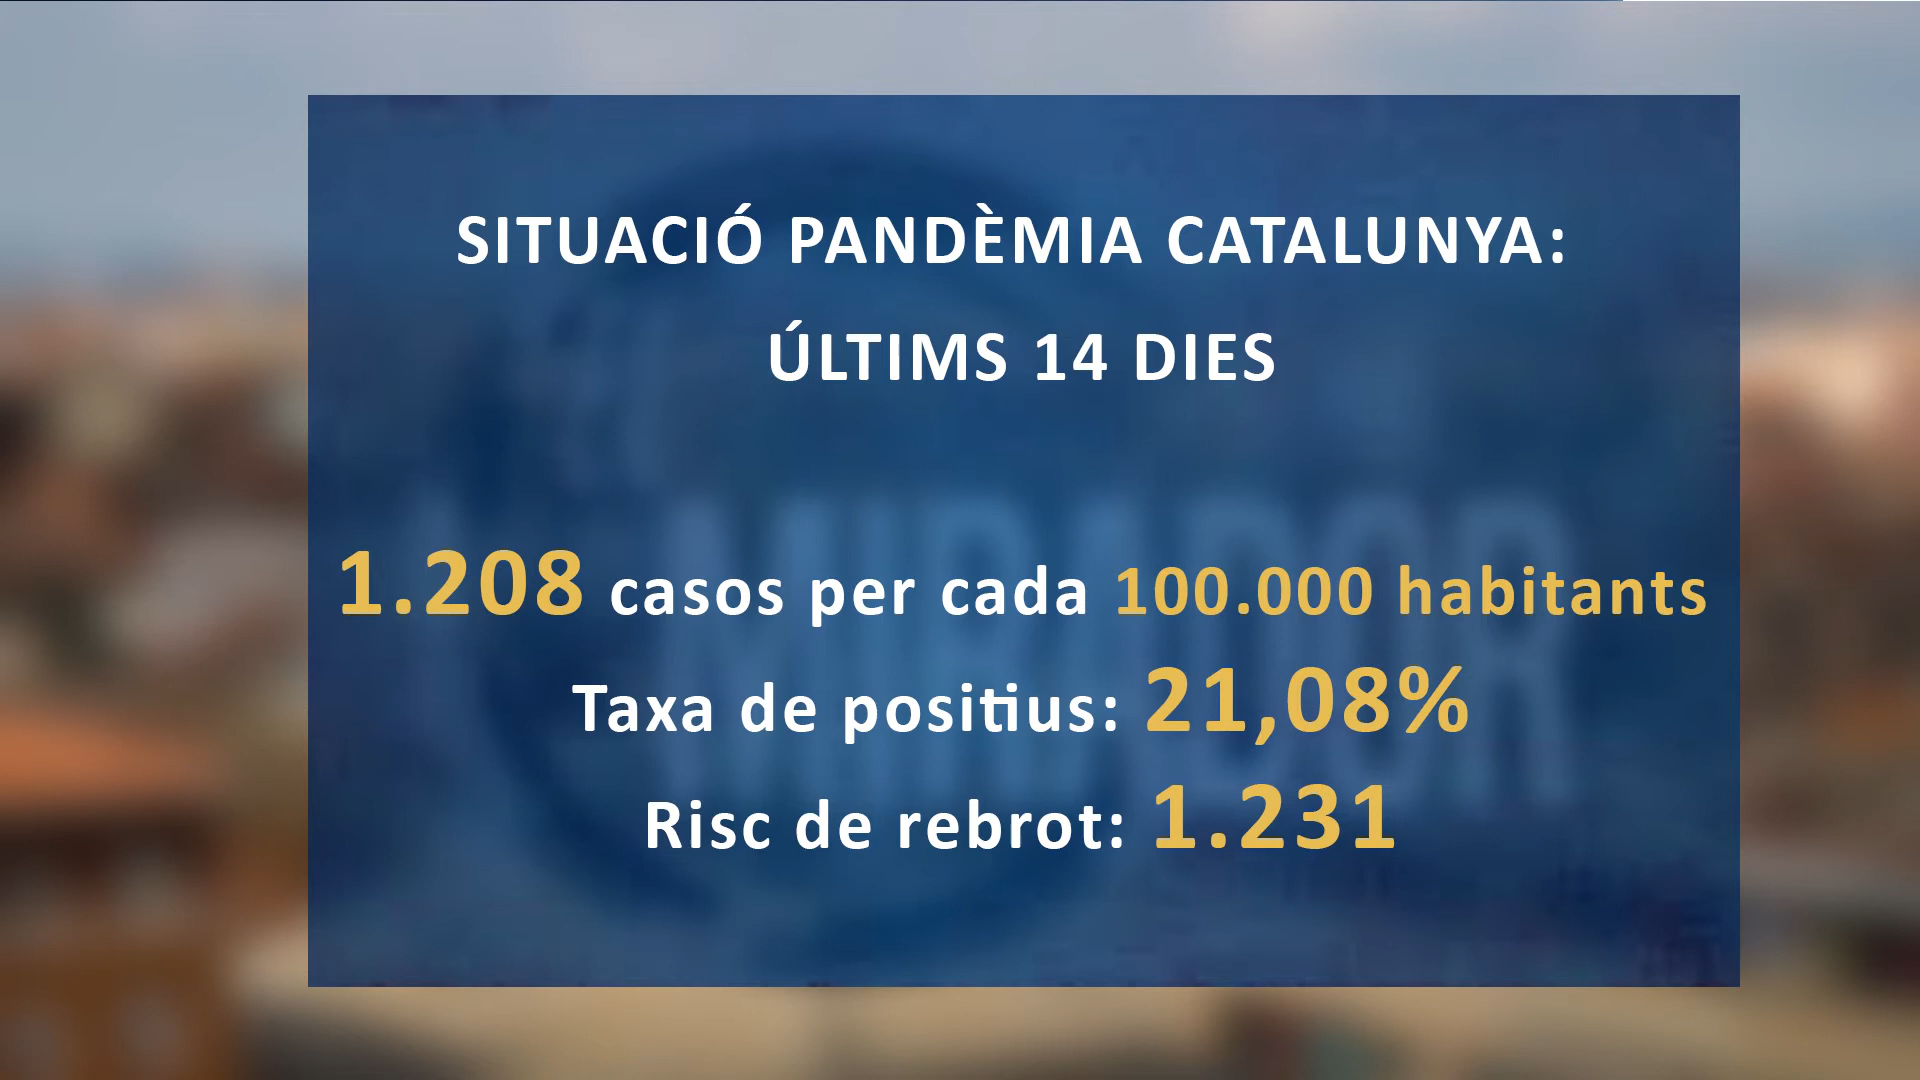 SITUACIÓ PANDÈMIA CATALUNYA:
ÚLTIMS 14 DIES
MIRADOR
1.208 casos per cada 100.000 habitants
Taxa de positius: 21,08%
Risc de rebrot: 1.231